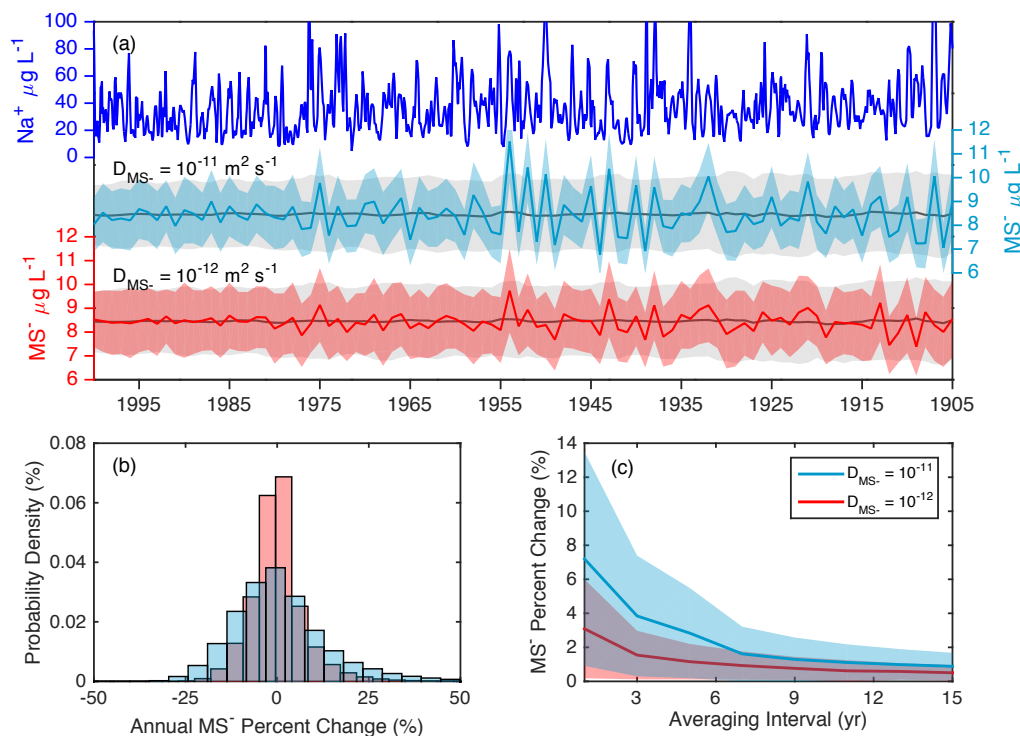 (a)
Na⁺ µg L⁻¹
100
80
60
40
20
0
D_MS- = 10⁻¹¹ m² s⁻¹
12
11
10
9
8
7
6
MS⁻ µg L⁻¹
D_MS- = 10⁻¹² m² s⁻¹
12
11
10
9
8
7
6
MS⁻ µg L⁻¹
1995 1985 1975 1965 1955 1945 1935 1925 1915 1905
(b)
Probability Density (%)
0.08
0.06
0.04
0.02
0
-50 -25 0 25 50
Annual MS⁻ Percent Change (%)
(c)
MS⁻ Percent Change (%)
14
12
10
8
6
4
2
0
D_MS- = 10⁻¹¹
D_MS- = 10⁻¹²
0 3 6 9 12 15
Averaging Interval (yr)